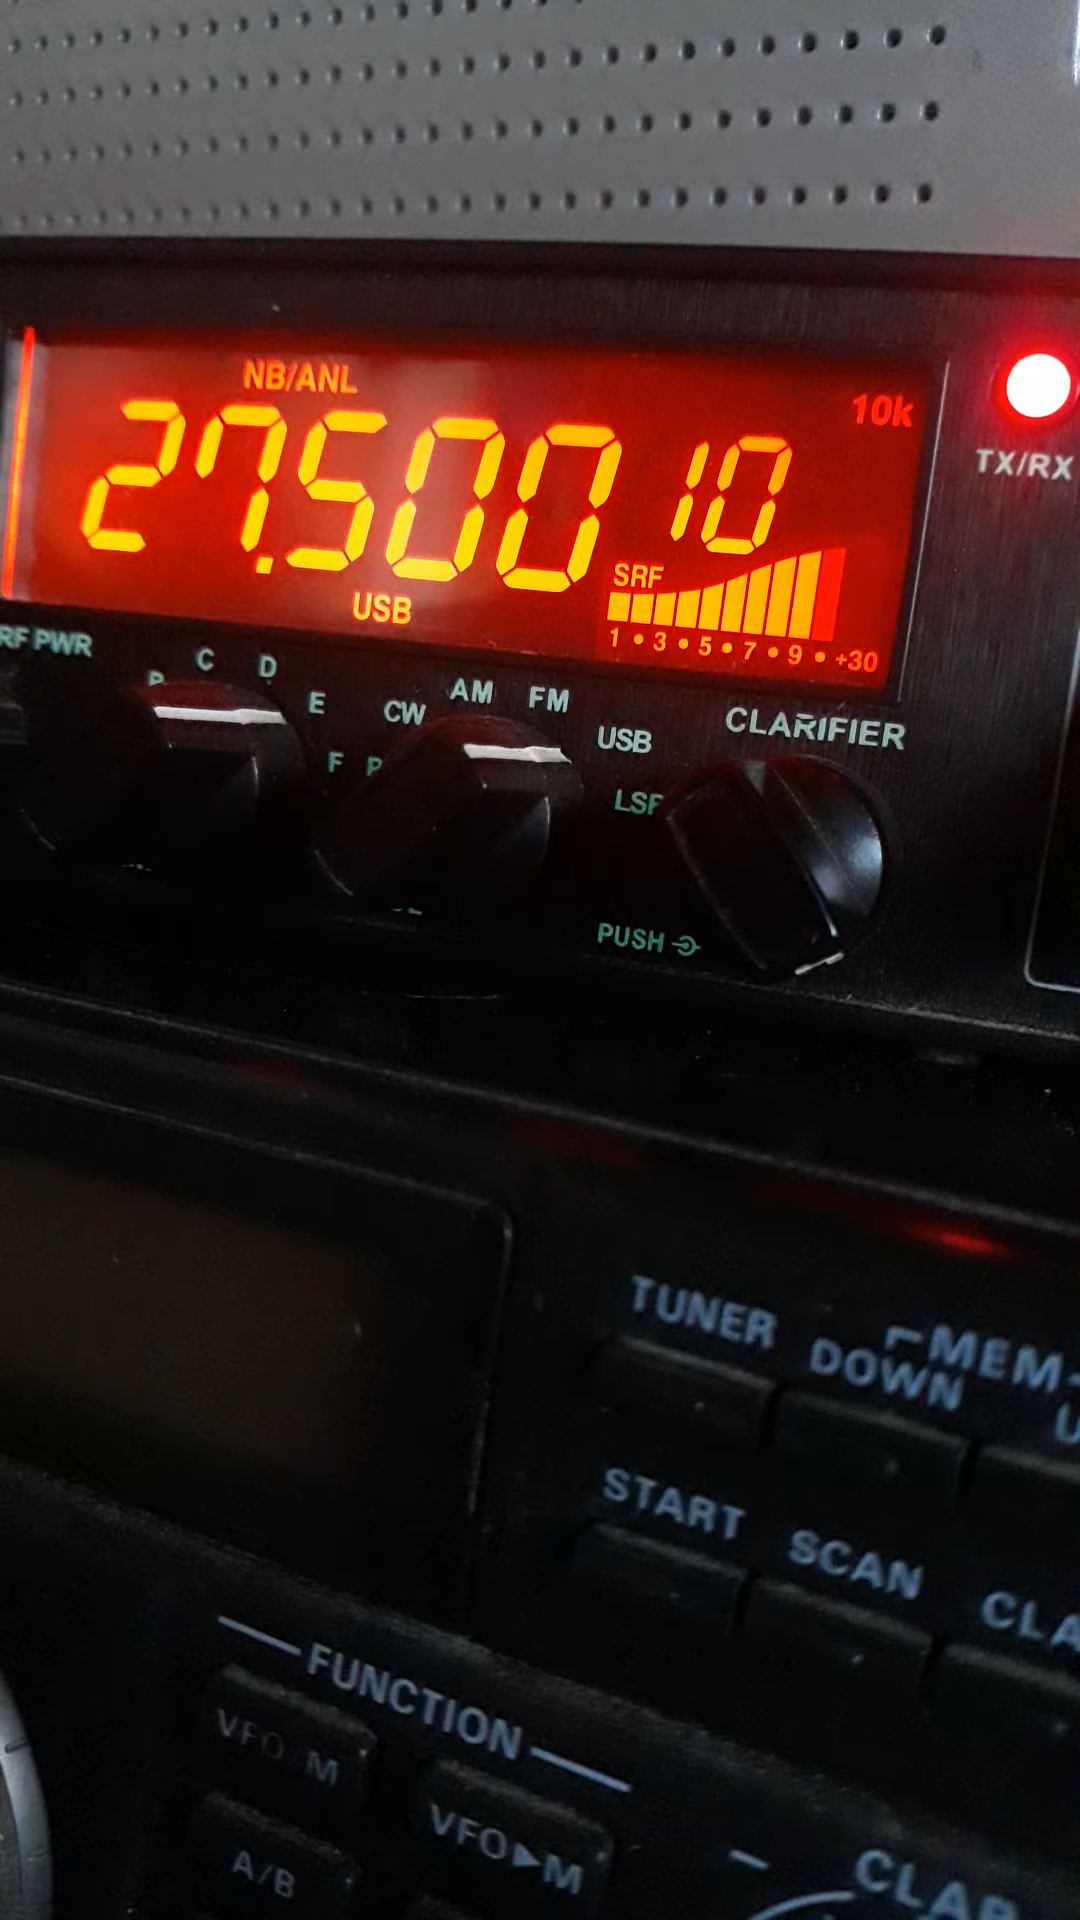 NB/ANL
10k
27.500 10
TX/RX
SRF
USB
1 • 3 • 5 • 7 • 9 • +30
RF PWR
C D E F
CW AM FM USB
CLARIFIER
PUSH
TUNER
MEM
DOWN
START
SCAN
FUNCTION
VFO M
VFO▶M
A/B